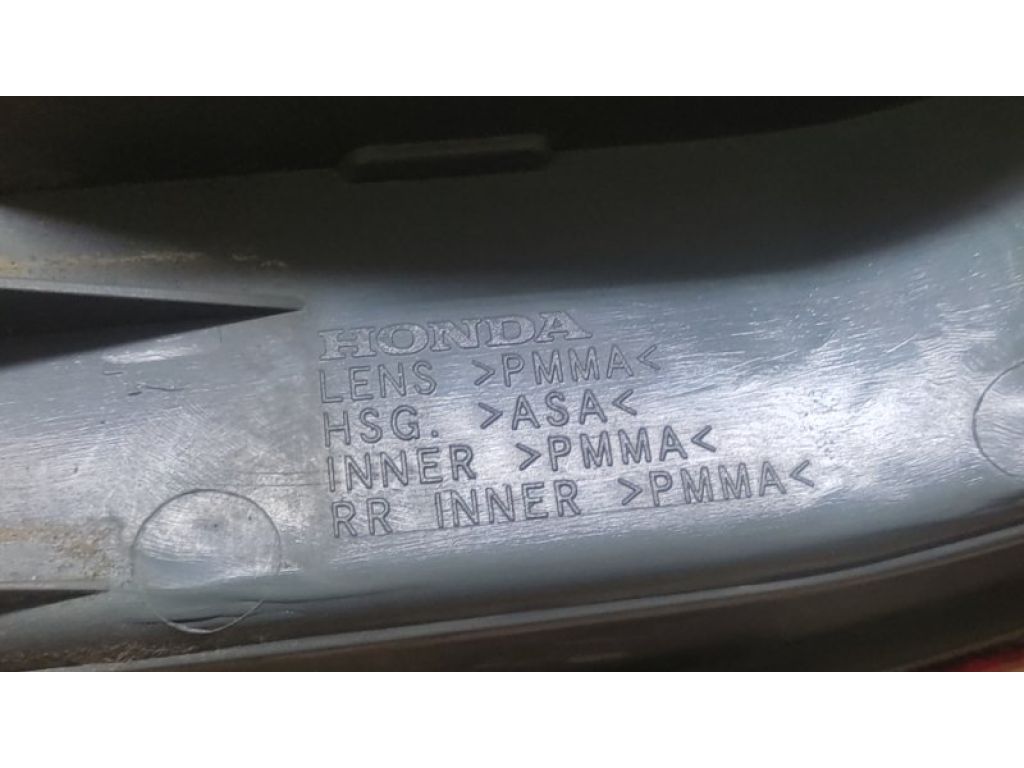 HONDA
LENS >PMMA<
HSG. >ASA<
INNER >PMMA<
RR INNER >PMMA<